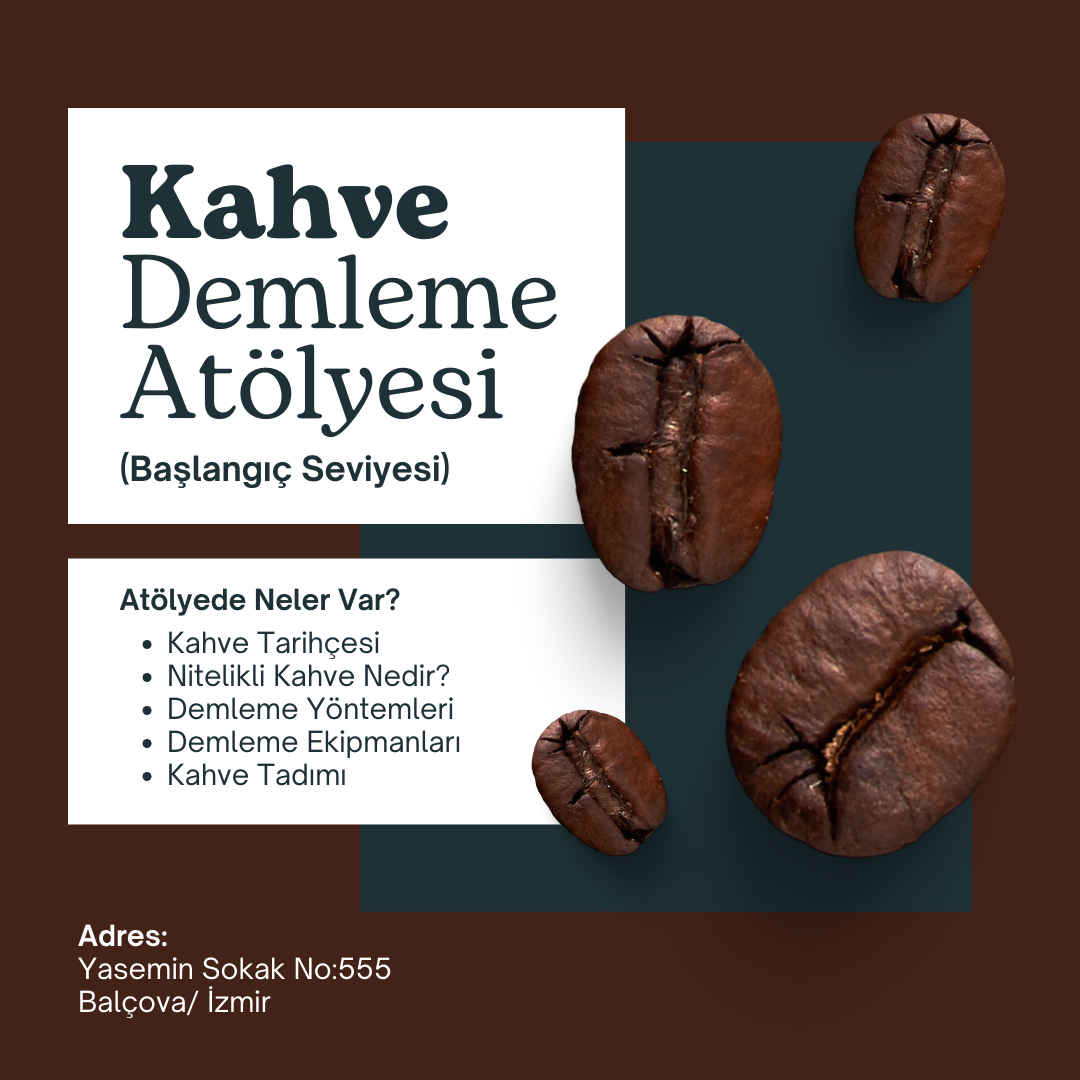 Kahve
Demleme
Atölyesi
(Başlangıç Seviyesi)
Atölyede Neler Var?
• Kahve Tarihçesi
• Nitelikli Kahve Nedir?
• Demleme Yöntemleri
• Demleme Ekipmanları
• Kahve Tadımı
Adres:
Yasemin Sokak No:555
Balçova/ İzmir